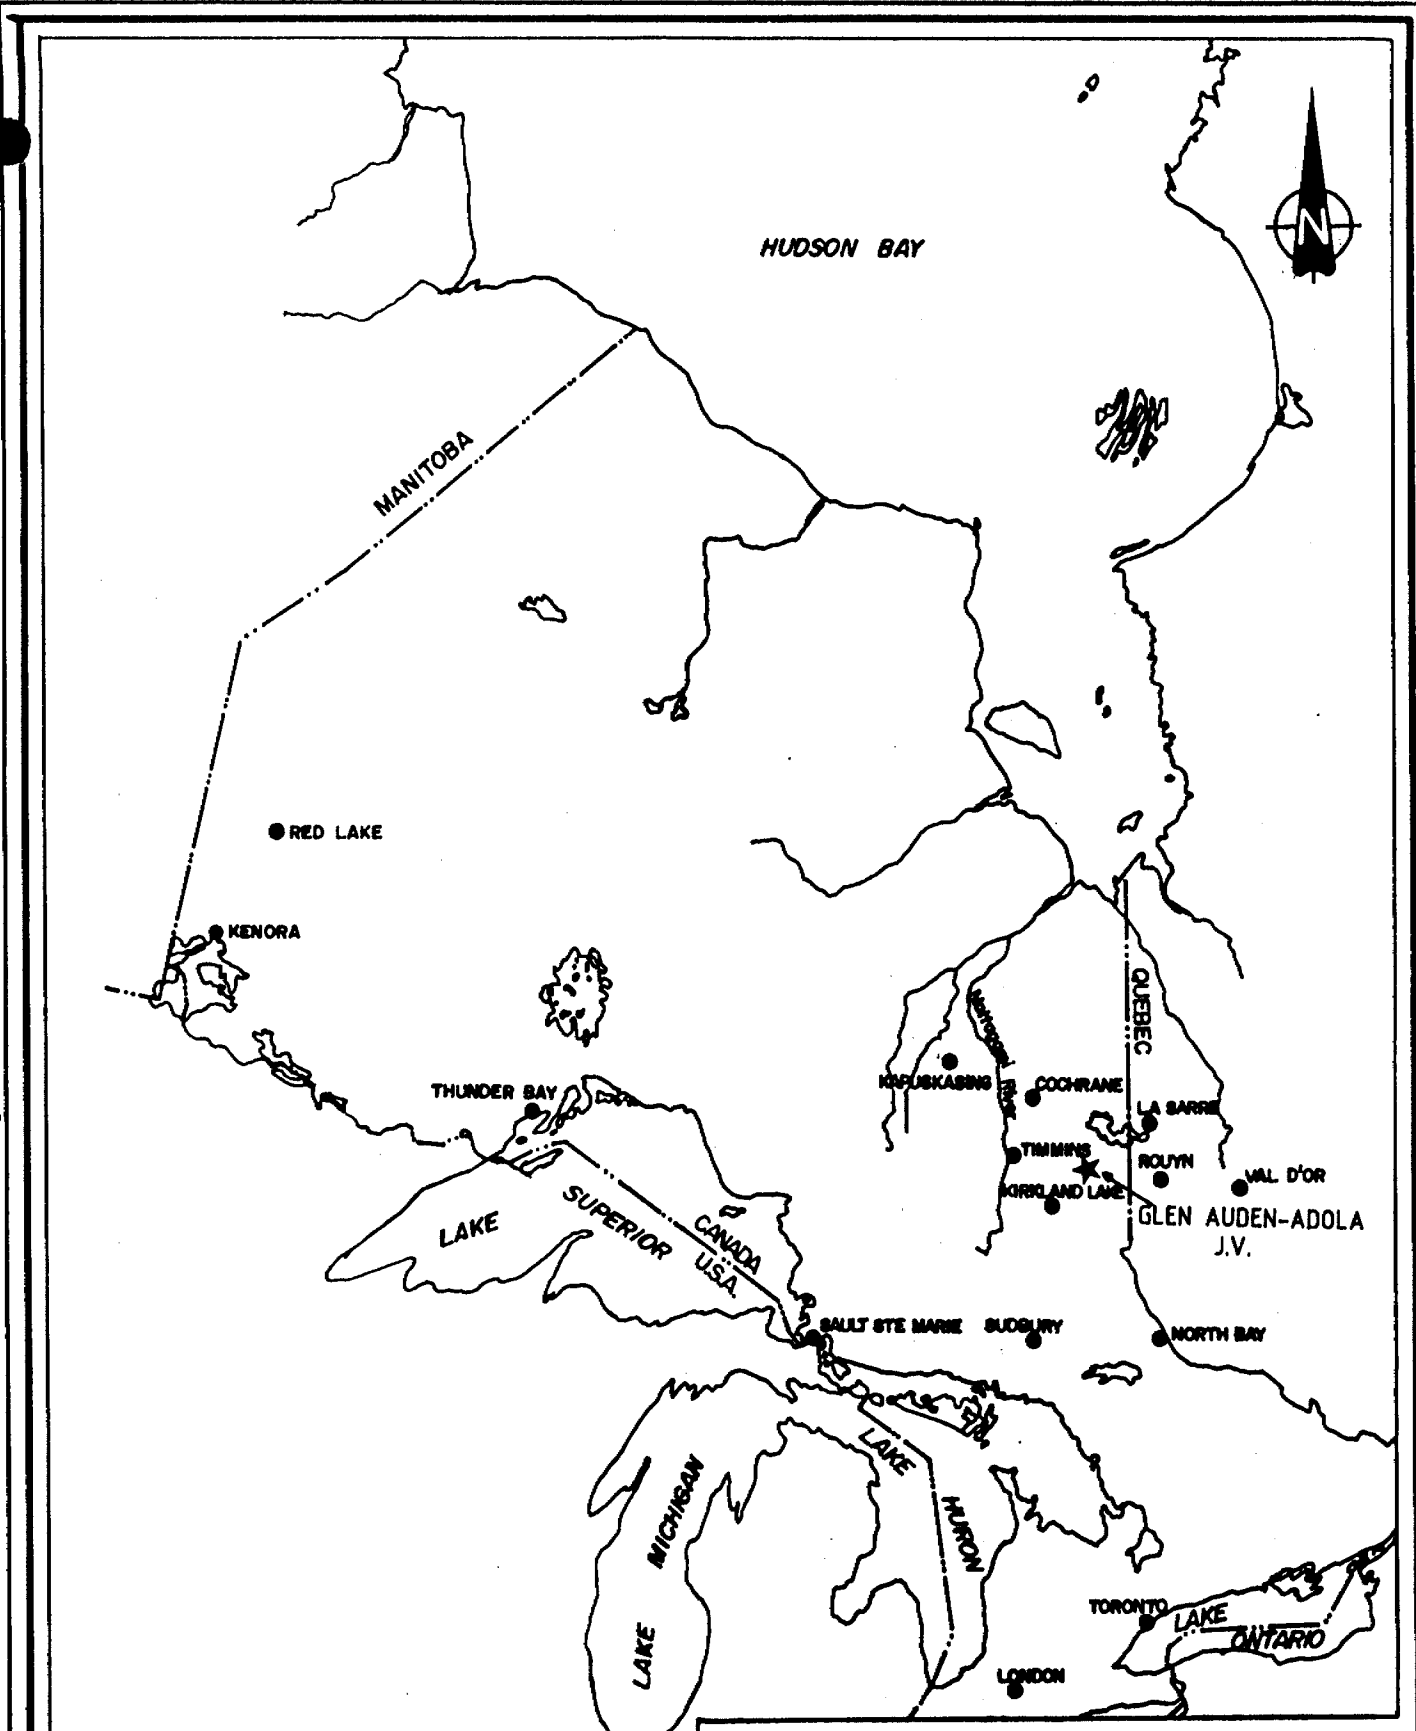 N
HUDSON BAY
MANITOBA
RED LAKE
KENORA
QUEBEC
Mattagami River
THUNDER BAY
KAPUSKASING
COCHRANE
LA SARRE
TIMMINS
ROUYN
VAL D'OR
KIRKLAND LAKE
GLEN AUDEN-ADOLA
J.V.
LAKE
SUPERIOR
CANADA
U.S.A.
SAULT STE MARIE
SUDBURY
NORTH BAY
LAKE
HURON
LAKE
MICHIGAN
TORONTO
LAKE
ONTARIO
LONDON